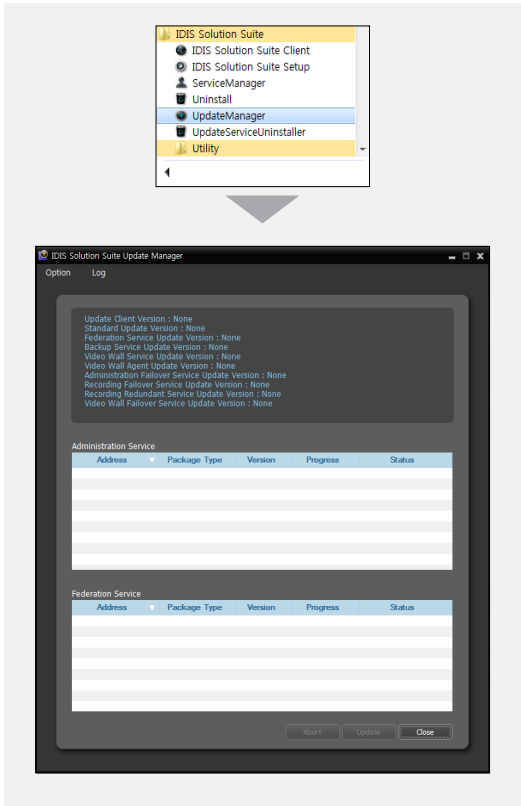 IDIS Solution Suite
IDIS Solution Suite Client
IDIS Solution Suite Setup
ServiceManager
Uninstall
UpdateManager
UpdateServiceUninstaller
Utility
IDIS Solution Suite Update Manager
Option Log
Update Client Version : None
Standard Update Version : None
Federation Service Update Version : None
Backup Service Update Version : None
Video Wall Service Update Version : None
Video Wall Agent Update Version : None
Administration Failover Service Update Version : None
Recording Failover Service Update Version : None
Recording Redundant Service Update Version : None
Video Wall Failover Service Update Version : None
Administration Service
Address Package Type Version Progress Status
Federation Service
Address Package Type Version Progress Status
Abort Update Close